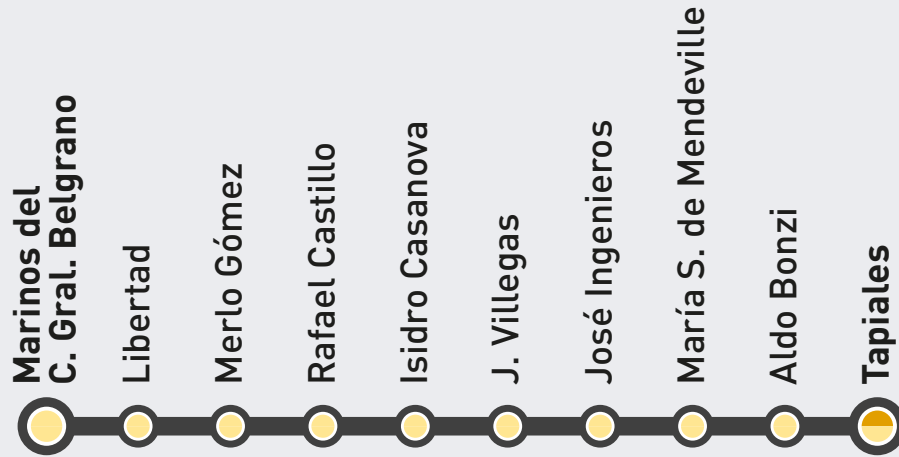 Marinos del
C. Gral. Belgrano
Libertad
Merlo Gómez
Rafael Castillo
Isidro Casanova
J. Villegas
José Ingenieros
María S. de Mendeville
Aldo Bonzi
Tapiales